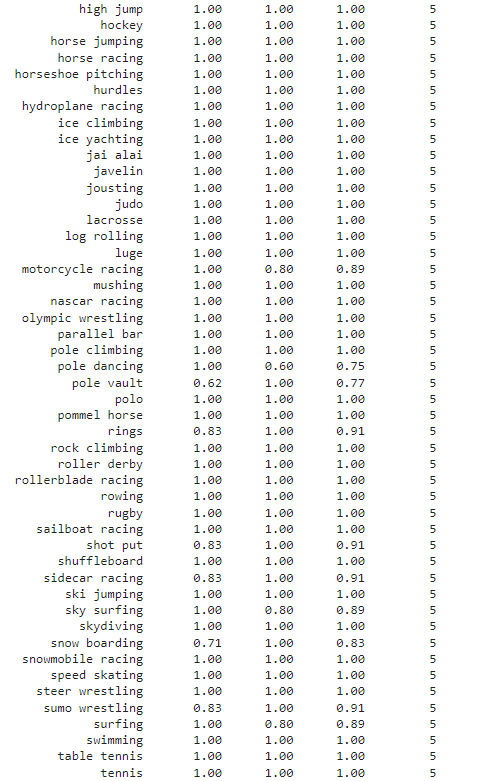 high jump 1.00 1.00 1.00 5
hockey 1.00 1.00 1.00 5
horse jumping 1.00 1.00 1.00 5
horse racing 1.00 1.00 1.00 5
horseshoe pitching 1.00 1.00 1.00 5
hurdles 1.00 1.00 1.00 5
hydroplane racing 1.00 1.00 1.00 5
ice climbing 1.00 1.00 1.00 5
ice yachting 1.00 1.00 1.00 5
jai alai 1.00 1.00 1.00 5
javelin 1.00 1.00 1.00 5
jousting 1.00 1.00 1.00 5
judo 1.00 1.00 1.00 5
lacrosse 1.00 1.00 1.00 5
log rolling 1.00 1.00 1.00 5
luge 1.00 1.00 1.00 5
motorcycle racing 1.00 0.80 0.89 5
mushing 1.00 1.00 1.00 5
nascar racing 1.00 1.00 1.00 5
olympic wrestling 1.00 1.00 1.00 5
parallel bar 1.00 1.00 1.00 5
pole climbing 1.00 1.00 1.00 5
pole dancing 1.00 0.60 0.75 5
pole vault 0.62 1.00 0.77 5
polo 1.00 1.00 1.00 5
pommel horse 1.00 1.00 1.00 5
rings 0.83 1.00 0.91 5
rock climbing 1.00 1.00 1.00 5
roller derby 1.00 1.00 1.00 5
rollerblade racing 1.00 1.00 1.00 5
rowing 1.00 1.00 1.00 5
rugby 1.00 1.00 1.00 5
sailboat racing 1.00 1.00 1.00 5
shot put 0.83 1.00 0.91 5
shuffleboard 1.00 1.00 1.00 5
sidecar racing 0.83 1.00 0.91 5
ski jumping 1.00 1.00 1.00 5
sky surfing 1.00 0.80 0.89 5
skydiving 1.00 1.00 1.00 5
snow boarding 0.71 1.00 0.83 5
snowmobile racing 1.00 1.00 1.00 5
speed skating 1.00 1.00 1.00 5
steer wrestling 1.00 1.00 1.00 5
sumo wrestling 0.83 1.00 0.91 5
surfing 1.00 0.80 0.89 5
swimming 1.00 1.00 1.00 5
table tennis 1.00 1.00 1.00 5
tennis 1.00 1.00 1.00 5